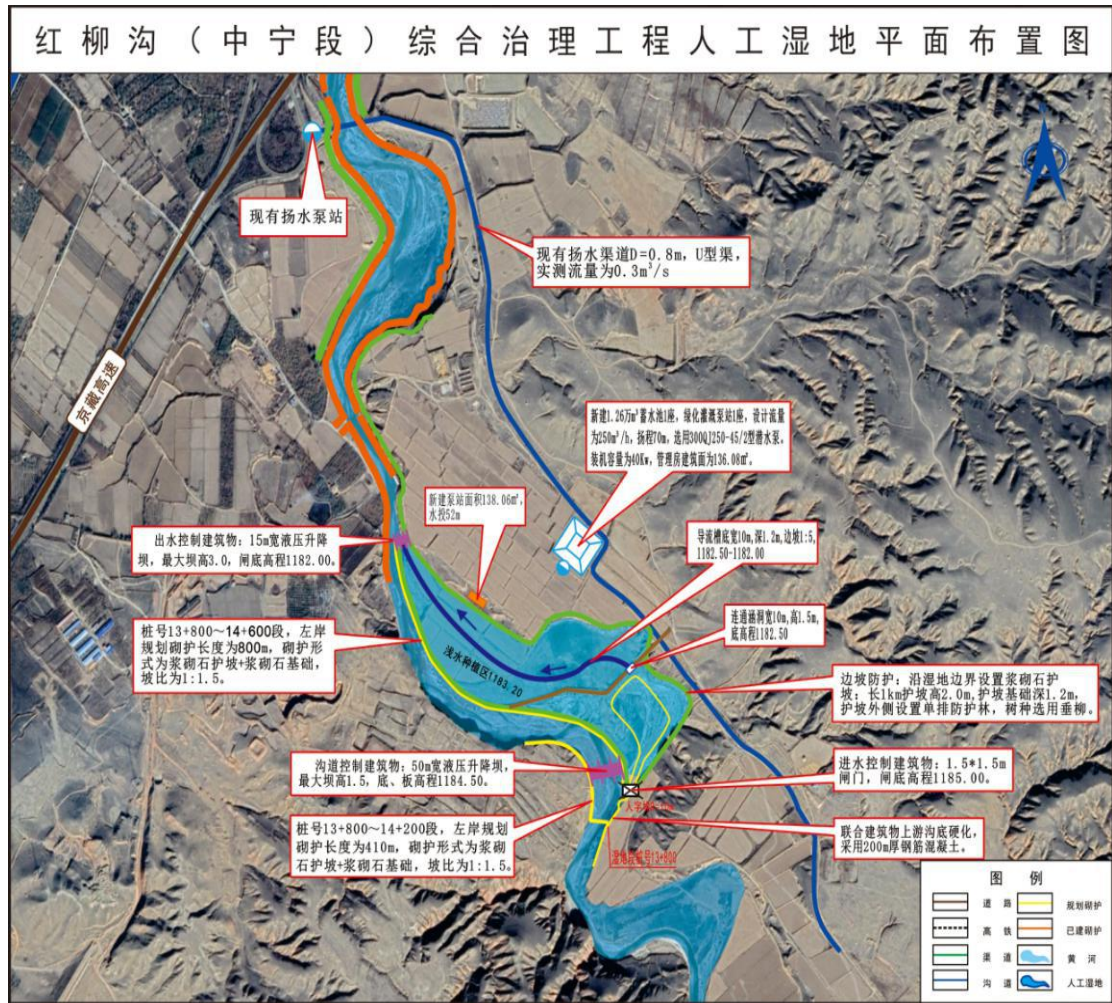 红柳沟（中宁段）综合治理工程人工湿地平面布置图
现有扬水泵站
现有扬水渠道D=0.8m，U型渠，
实测流量为0.3m³/s
京藏高速
新建1.26万m³蓄水池1座，绿化灌溉泵站1座，设计流量
为250m³/h，扬程70m，选用300QJ250-45/2型潜水泵，
装机容量为40Kw，管理房建筑面为136.08㎡。
新建泵站面积138.06㎡，
水投52m
导流槽底宽10m，深1.2m，边坡1:5，
1182.50-1182.00
出水控制建筑物：15m宽液压升降
坝，最大坝高3.0，闸底高程1182.00。
连通涵洞宽10m，高1.5m，
底高程1182.50
桩号13+800～14+600段，左岸
规划砌护长度为800m，砌护形
式为浆砌石护坡+浆砌石基础，
坡比为1:1.5。
浅水种植区1183.20
边坡防护：沿湿地边界设置浆砌石护
坡；长1km护坡高2.0m，护坡基础深1.2m，
护坡外侧设置单排防护林，树种选用垂柳。
沟道控制建筑物：50m宽液压升降坝，
最大坝高1.5，底、板高程1184.50。
进水控制建筑物：1.5*1.5m
闸门，闸底高程1185.00。
桩号13+800～14+200段，左岸规划
砌护长度为410m，砌护形式为浆砌
石护坡+浆砌石基础，坡比为1:1.5。
联合建筑物上游沟底硬化，
采用200m厚钢筋混凝土。
湿地段桩号13+800
图 例
道 路 规划砌护
高 铁 已建砌护
渠 道 黄 河
沟 道 人工湿地